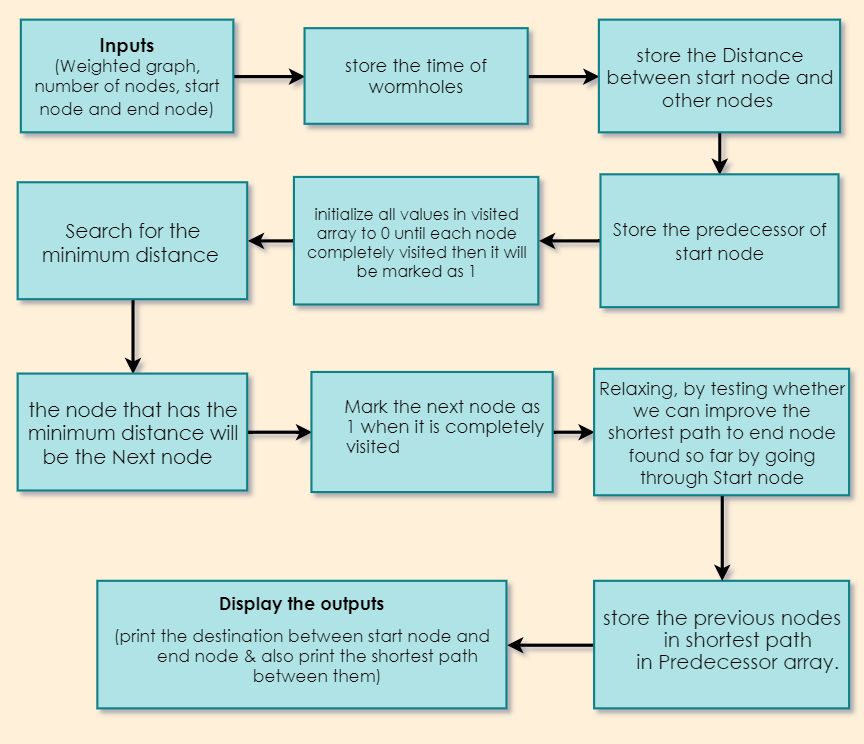 Inputs
(Weighted graph,
number of nodes, start
node and end node)
store the time of
wormholes
store the Distance
between start node and
other nodes
Store the predecessor of
start node
initialize all values in visited
array to 0 until each node
completely visited then it will
be marked as 1
Search for the
minimum distance
the node that has the
minimum distance will
be the Next node
Mark the next node as
1 when it is completely
visited
Relaxing, by testing whether
we can improve the
shortest path to end node
found so far by going
through Start node
store the previous nodes
in shortest path
in Predecessor array.
Display the outputs
(print the destination between start node and
end node & also print the shortest path
between them)